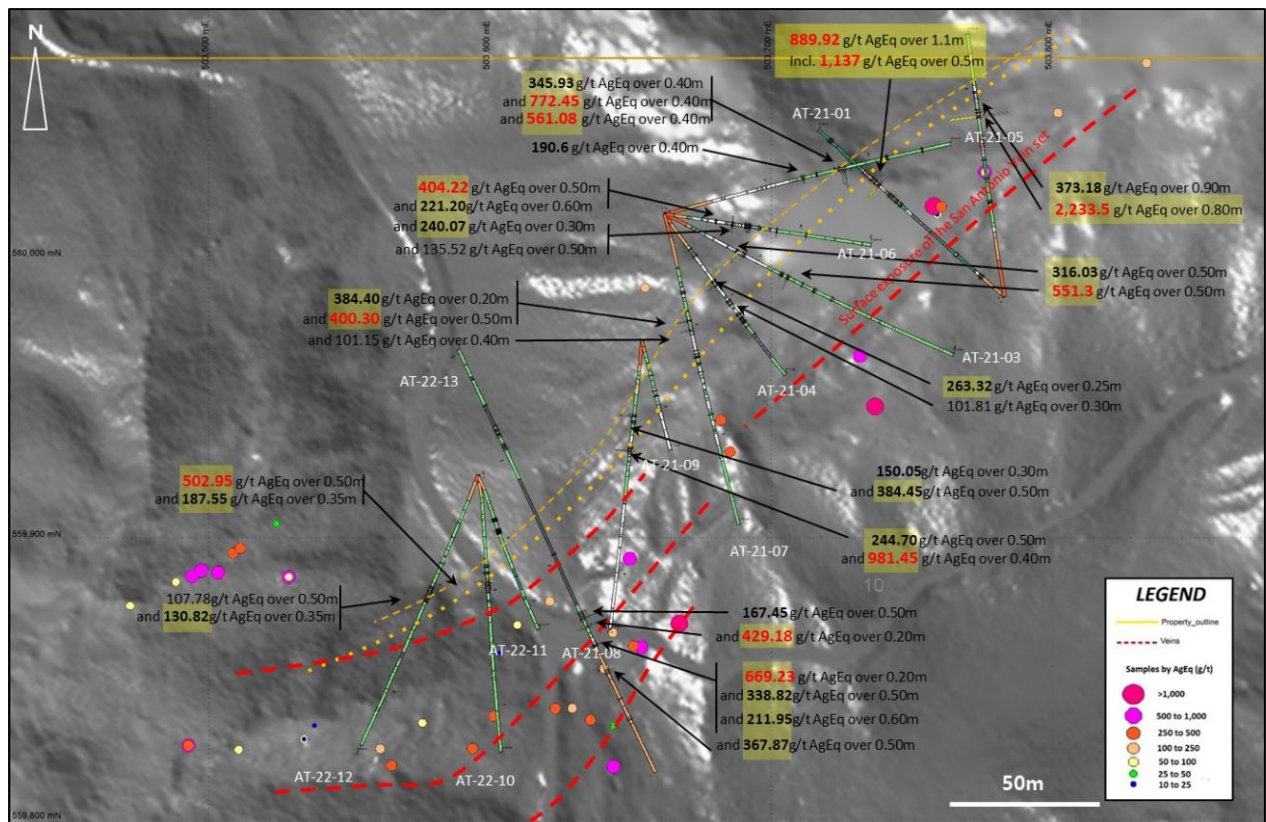 N
503,500 mE
503,600 mE
503,700 mE
503,800 mE
889.92 g/t AgEq over 1.1m
Incl. 1,137 g/t AgEq over 0.5m
345.93 g/t AgEq over 0.40m
and 772.45 g/t AgEq over 0.40m
and 561.08 g/t AgEq over 0.40m
AT-21-01
AT-21-05
190.6 g/t AgEq over 0.40m
404.22 g/t AgEq over 0.50m
and 221.20 g/t AgEq over 0.60m
and 240.07 g/t AgEq over 0.30m
and 135.52 g/t AgEq over 0.50m
373.18 g/t AgEq over 0.90m
2,233.5 g/t AgEq over 0.80m
560,000 mN
AT-21-06
316.03 g/t AgEq over 0.50m
551.3 g/t AgEq over 0.50m
Surface exposure of the San Antonio Vein set
384.40 g/t AgEq over 0.20m
and 400.30 g/t AgEq over 0.50m
and 101.15 g/t AgEq over 0.40m
AT-22-13
AT-21-03
AT-21-04
263.32 g/t AgEq over 0.25m
101.81 g/t AgEq over 0.30m
AT-21-09
150.05 g/t AgEq over 0.30m
and 384.45 g/t AgEq over 0.50m
502.95 g/t AgEq over 0.50m
and 187.55 g/t AgEq over 0.35m
559,900 mN
AT-21-07
244.70 g/t AgEq over 0.50m
and 981.45 g/t AgEq over 0.40m
10
107.78g/t AgEq over 0.50m
and 130.82 g/t AgEq over 0.35m
167.45 g/t AgEq over 0.50m
and 429.18 g/t AgEq over 0.20m
AT-22-11
AT-21-08
669.23 g/t AgEq over 0.20m
and 338.82 g/t AgEq over 0.50m
and 211.95g/t AgEq over 0.60m
and 367.87g/t AgEq over 0.50m
AT-22-12
AT-22-10
50m
559,800 mN
LEGEND
Property_outline
Veins
Samples by AgEq (g/t)
>1,000
500 to 1,000
250 to 500
100 to 250
50 to 100
25 to 50
10 to 25